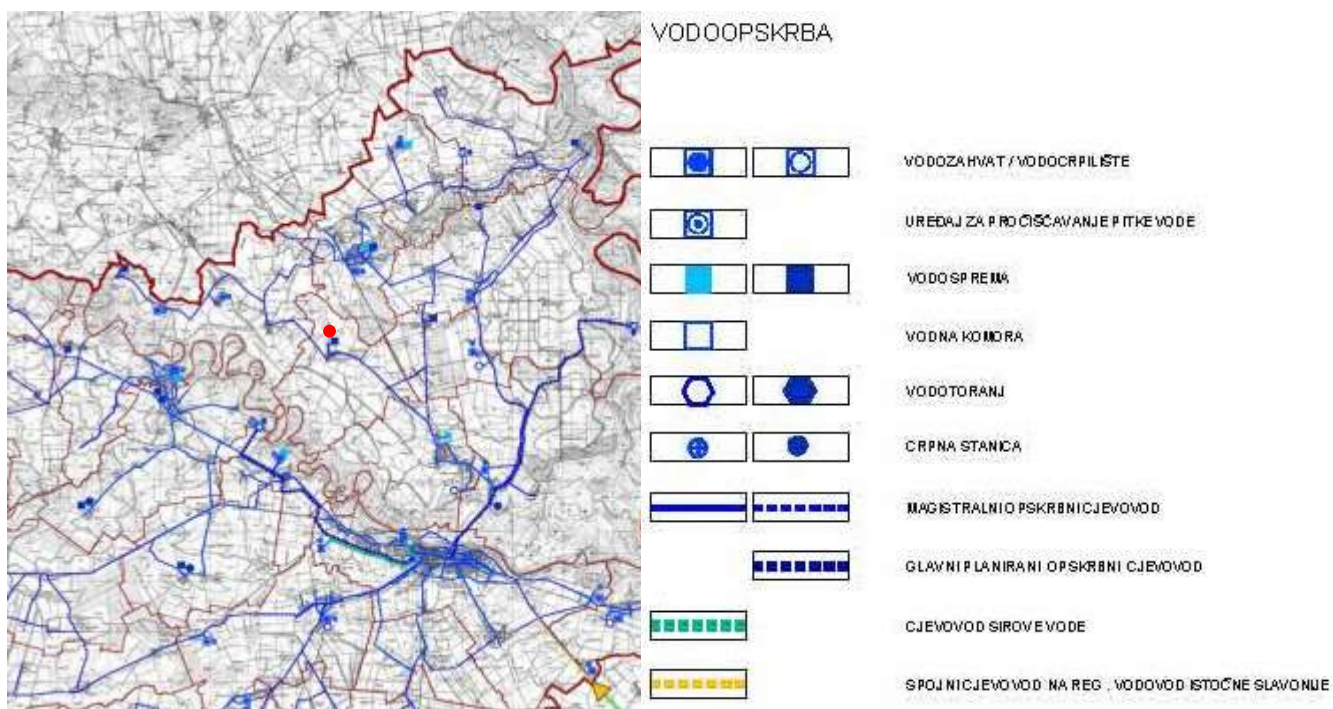 VODOOPSKRBA
VODOZAHVAT / VODOCRPILIŠTE
UREĐAJ ZA PROČIŠĆAVANJE PITKE VODE
VODOSPREMA
VODNA KOMORA
VODOTORANJ
CRPNA STANICA
MAGISTRALNI OPSKRBNI CJEVOVOD
GLAVNI PLANIRANI OPSKRBNI CJEVOVOD
CJEVOVOD SIROVE VODE
SPOJNI CJEVOVOD NA REG . VODOVOD ISTOČNE SLAVONIJE